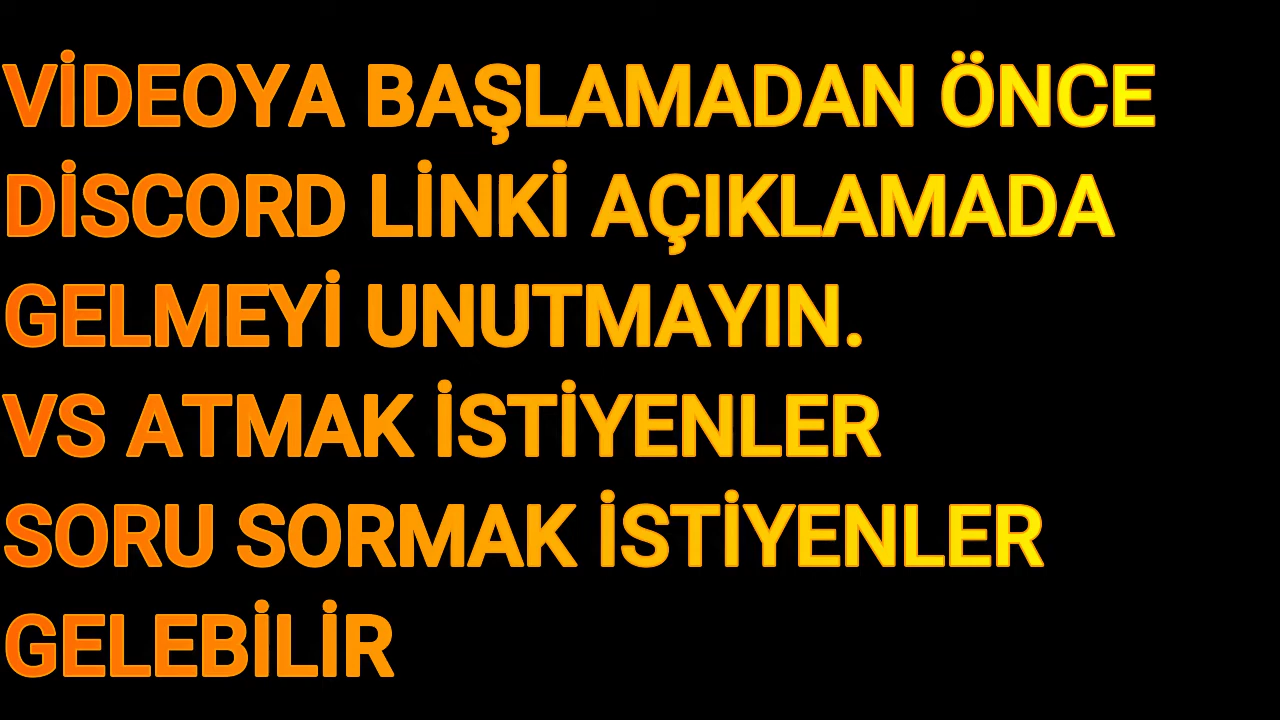 VİDEOYA BAŞLAMADAN ÖNCE
DİSCORD LİNKİ AÇIKLAMADA
GELMEYİ UNUTMAYIN.
VS ATMAK İSTİYENLER
SORU SORMAK İSTİYENLER
GELEBİLİR